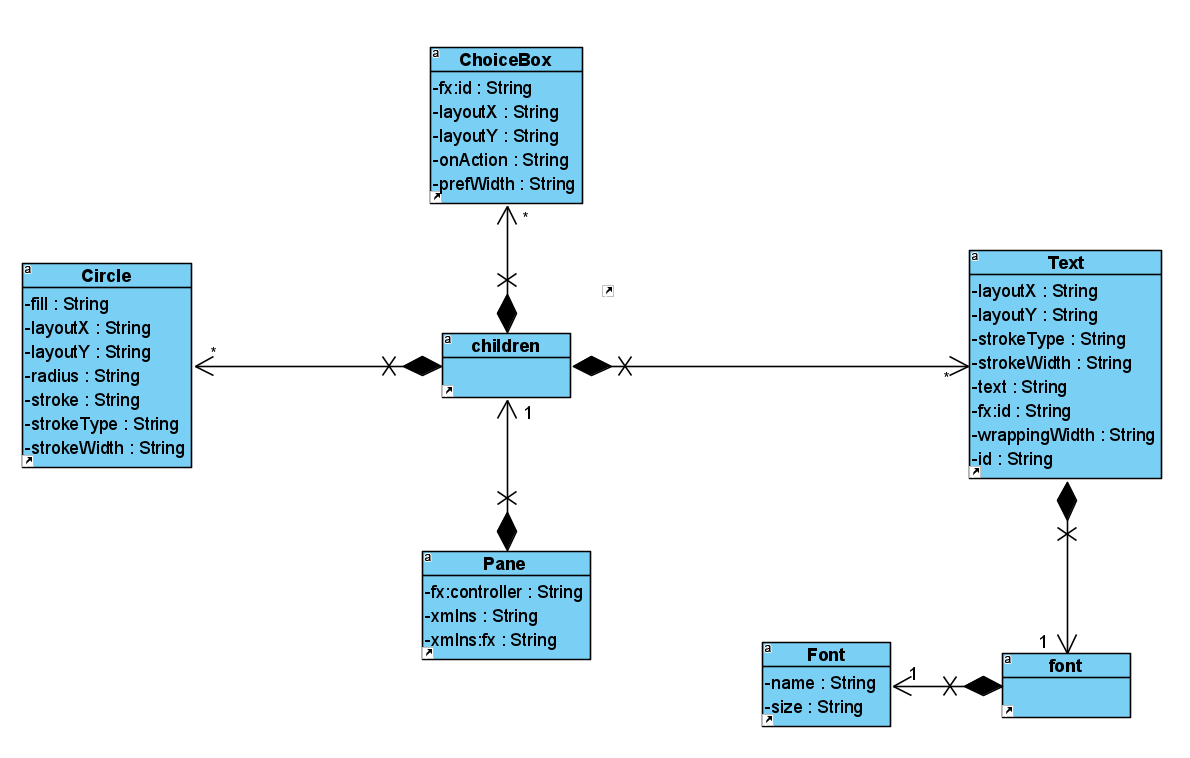 a
ChoiceBox
-fx:id : String
-layoutX : String
-layoutY : String
-onAction : String
-prefWidth : String
*
a
Circle
-fill : String
-layoutX : String
-layoutY : String
-radius : String
-stroke : String
-strokeType : String
-strokeWidth : String
*
a
children
a
Text
-layoutX : String
-layoutY : String
-strokeType : String
-strokeWidth : String
-text : String
-fx:id : String
-wrappingWidth : String
-id : String
*
1
a
Pane
-fx:controller : String
-xmlns : String
-xmlns:fx : String
1
a
font
1
a
Font
-name : String
-size : String